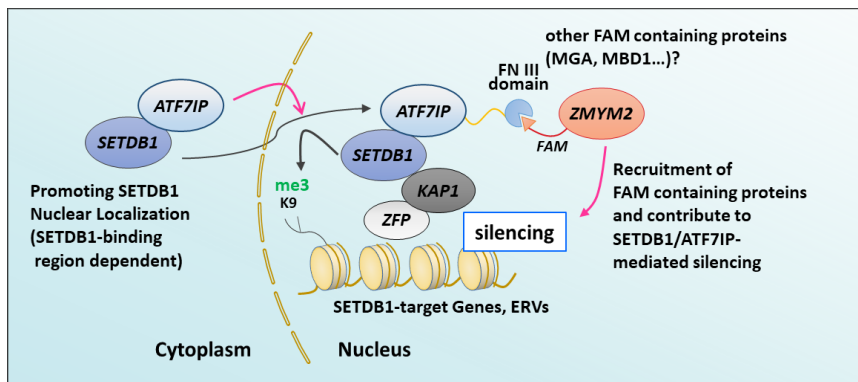 other FAM containing proteins
(MGA, MBD1...)?
FN III
domain
ATF7IP
SETDB1
ATF7IP
SETDB1
ZMYM2
FAM
KAP1
ZFP
me3
K9
Promoting SETDB1
Nuclear Localization
(SETDB1-binding
region dependent)
Recruitment of
FAM containing proteins
and contribute to
SETDB1/ATF7IP-
mediated silencing
silencing
SETDB1-target Genes, ERVs
Cytoplasm
Nucleus